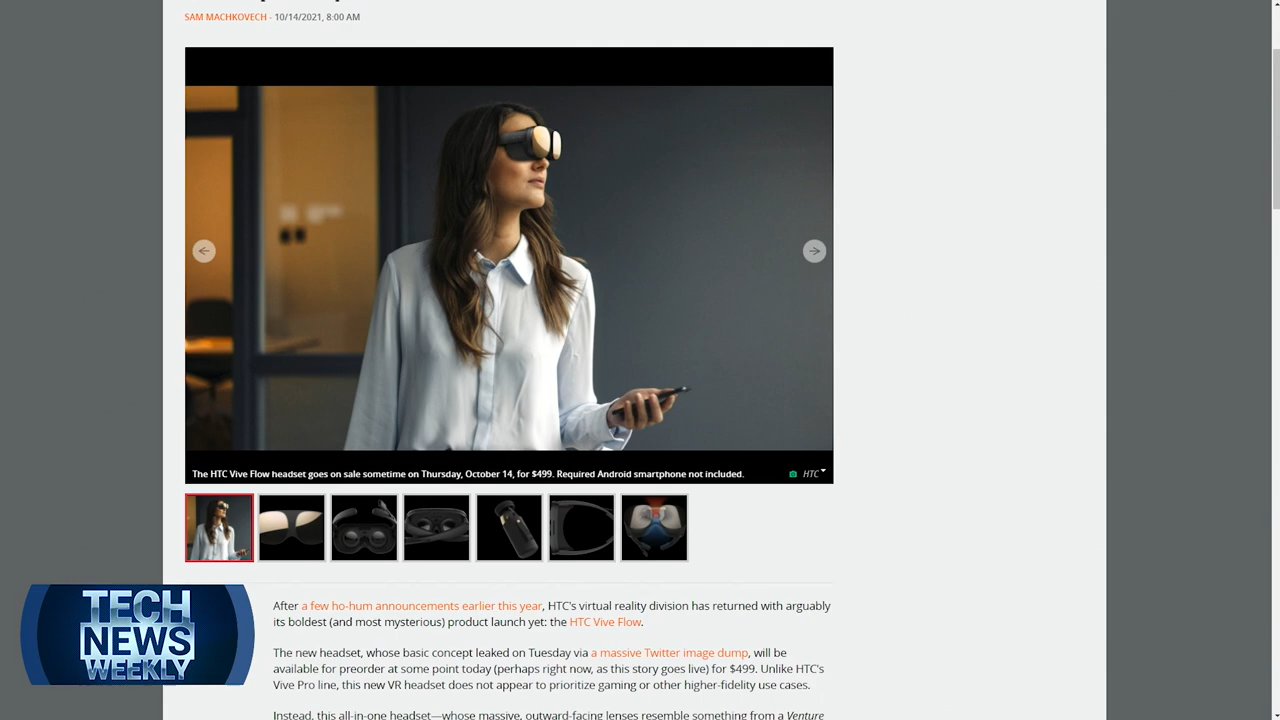 SAM MACHKOVECH - 10/14/2021, 8:00 AM
The HTC Vive Flow headset goes on sale sometime on Thursday, October 14, for $499. Required Android smartphone not included.
HTC
After a few ho-hum announcements earlier this year, HTC's virtual reality division has returned with arguably
its boldest (and most mysterious) product launch yet: the HTC Vive Flow.
The new headset, whose basic concept leaked on Tuesday via a massive Twitter image dump, will be
available for preorder at some point today (perhaps right now, as this story goes live) for $499. Unlike HTC's
Vive Pro line, this new VR headset does not appear to prioritize gaming or other higher-fidelity use cases.
Instead, this all-in-one headset—whose massive, outward-facing lenses resemble something from a Venture
TECH
NEWS
WEEKLY